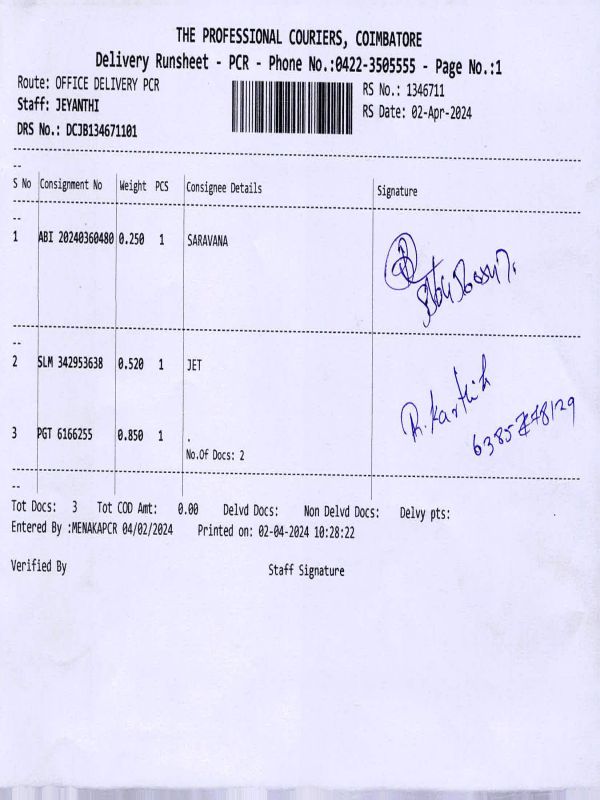 THE PROFESSIONAL COURIERS, COIMBATORE
Delivery Runsheet - PCR - Phone No.:0422-3505555 - Page No.:1
Route: OFFICE DELIVERY PCR
RS No.: 1346711
Staff: JEYANTHI
RS Date: 02-Apr-2024
DRS No.: DCJB134671101
--
S No Consignment No Weight PCS Consignee Details Signature
--
1 ABI 20240360480 0.250 1 SARAVANA
--
2 SLM 342953638 0.520 1 JET
R. Karthik
3 PGT 6166255 0.850 1 .
No.Of Docs: 2
--
Tot Docs: 3 Tot COD Amt: 0.00 Delvd Docs: Non Delvd Docs: Delvy pts:
Entered By :MENAKAPCR 04/02/2024 Printed on: 02-04-2024 10:28:22
Verified By Staff Signature